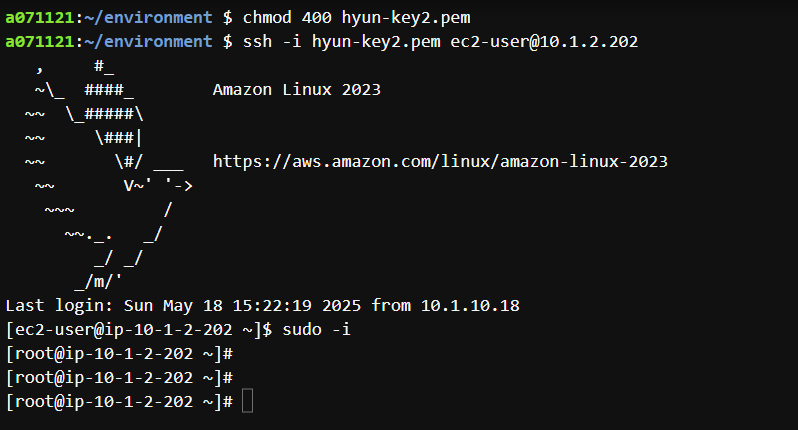 a071121:~/environment $ chmod 400 hyun-key2.pem
a071121:~/environment $ ssh -i hyun-key2.pem ec2-user@10.1.2.202
   ,     #_
   ~\_  ####_        Amazon Linux 2023
  ~~  \_#####\
  ~~     \###|
  ~~       \#/ ___   https://aws.amazon.com/linux/amazon-linux-2023
   ~~       V~' '->
    ~~~         /
      ~~._.   _/
         _/ _/
       _/m/'
Last login: Sun May 18 15:22:19 2025 from 10.1.10.18
[ec2-user@ip-10-1-2-202 ~]$ sudo -i
[root@ip-10-1-2-202 ~]#
[root@ip-10-1-2-202 ~]#
[root@ip-10-1-2-202 ~]#